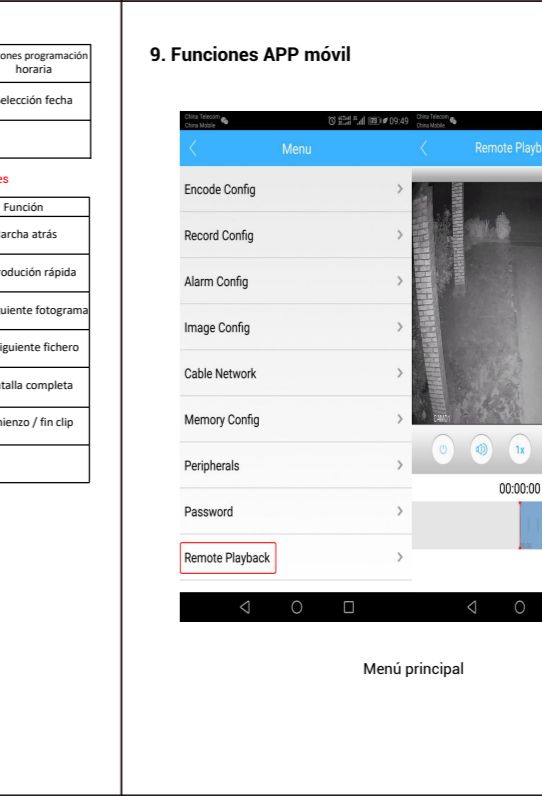 ones programación
horaria
elección fecha
es
Función
archa atrás
rodución rápida
uiente fotograma
iguiente fichero
talla completa
ienzo / fin clip
9. Funciones APP móvil
China Telecom
China Mobile
09:49
Menu
Encode Config
Record Config
Alarm Config
Image Config
Cable Network
Memory Config
Peripherals
Password
Remote Playback
China Telecom
China Mobile
Remote Playb
CAM01
1x
00:00:00
Menú principal